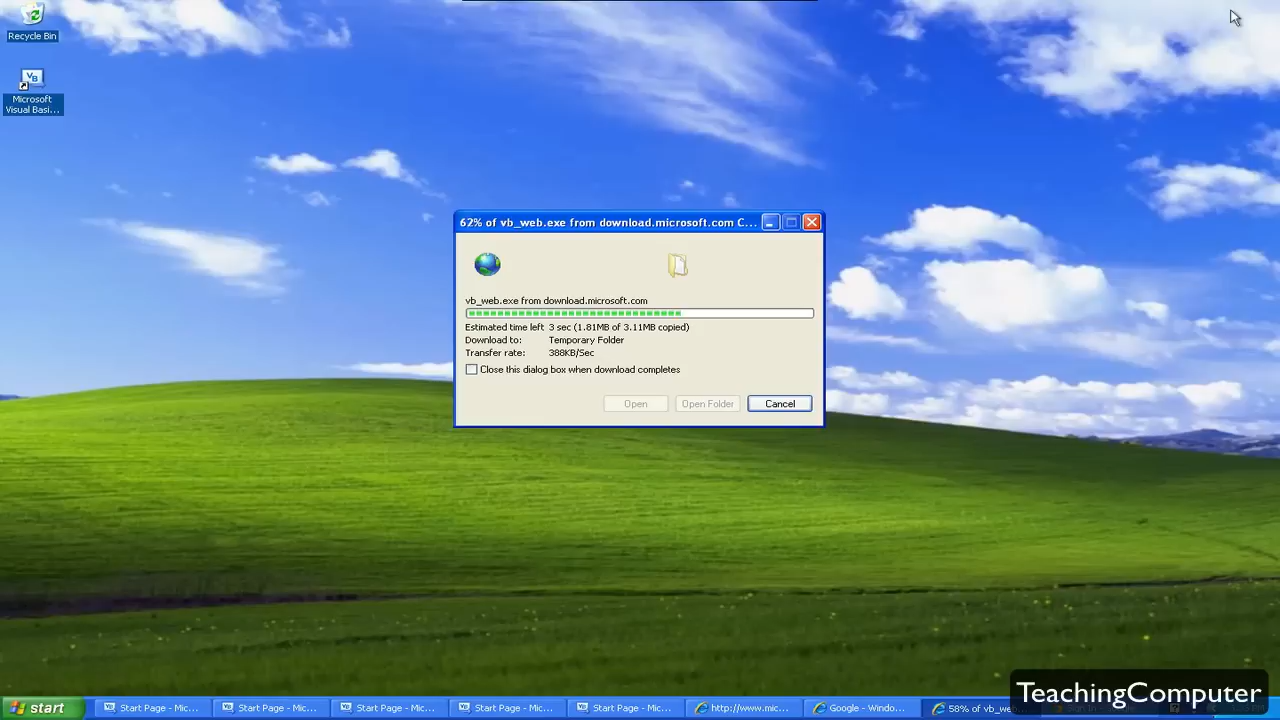 Recycle Bin
VB
Microsoft
Visual Basi...
62% of vb_web.exe from download.microsoft.com C...
vb_web.exe from download.microsoft.com
Estimated time left 3 sec (1.81MB of 3.11MB copied)
Download to: Temporary Folder
Transfer rate: 388KB/Sec
Close this dialog box when download completes
Open
Open Folder
Cancel
TeachingComputer
start
Start Page - Mic...
Start Page - Mic...
Start Page - Mic...
Start Page - Mic...
Start Page - Mic...
http://www.mic...
Google - Windo...
58% of vb_we...